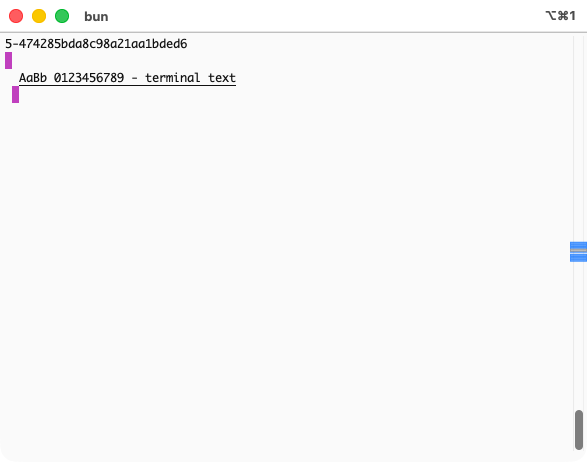 bun
⌥⌘1
5-474285bda8c98a21aa1bded6
AaBb 0123456789 - terminal text